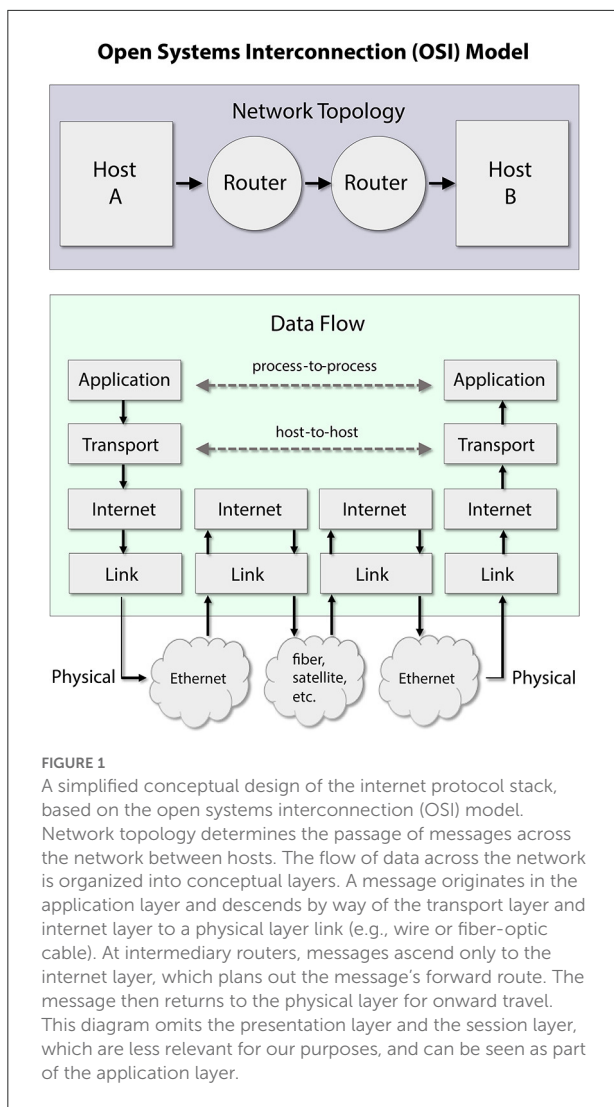 Open Systems Interconnection (OSI) Model
Network Topology
Host
A
Router
Router
Host
B
Data Flow
Application
process-to-process
Application
Transport
host-to-host
Transport
Internet
Internet
Internet
Internet
Link
Link
Link
Link
Physical
Ethernet
fiber,
satellite,
etc.
Ethernet
Physical
FIGURE 1
A simplified conceptual design of the internet protocol stack,
based on the open systems interconnection (OSI) model.
Network topology determines the passage of messages across
the network between hosts. The flow of data across the network
is organized into conceptual layers. A message originates in the
application layer and descends by way of the transport layer and
internet layer to a physical layer link (e.g., wire or fiber-optic
cable). At intermediary routers, messages ascend only to the
internet layer, which plans out the message's forward route. The
message then returns to the physical layer for onward travel.
This diagram omits the presentation layer and the session layer,
which are less relevant for our purposes, and can be seen as part
of the application layer.